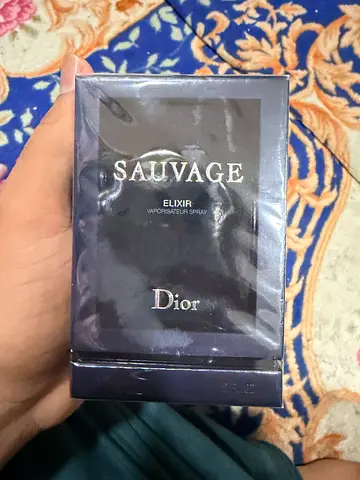 SAUVAGE
ELIXIR
VAPORISATEUR SPRAY
Dior